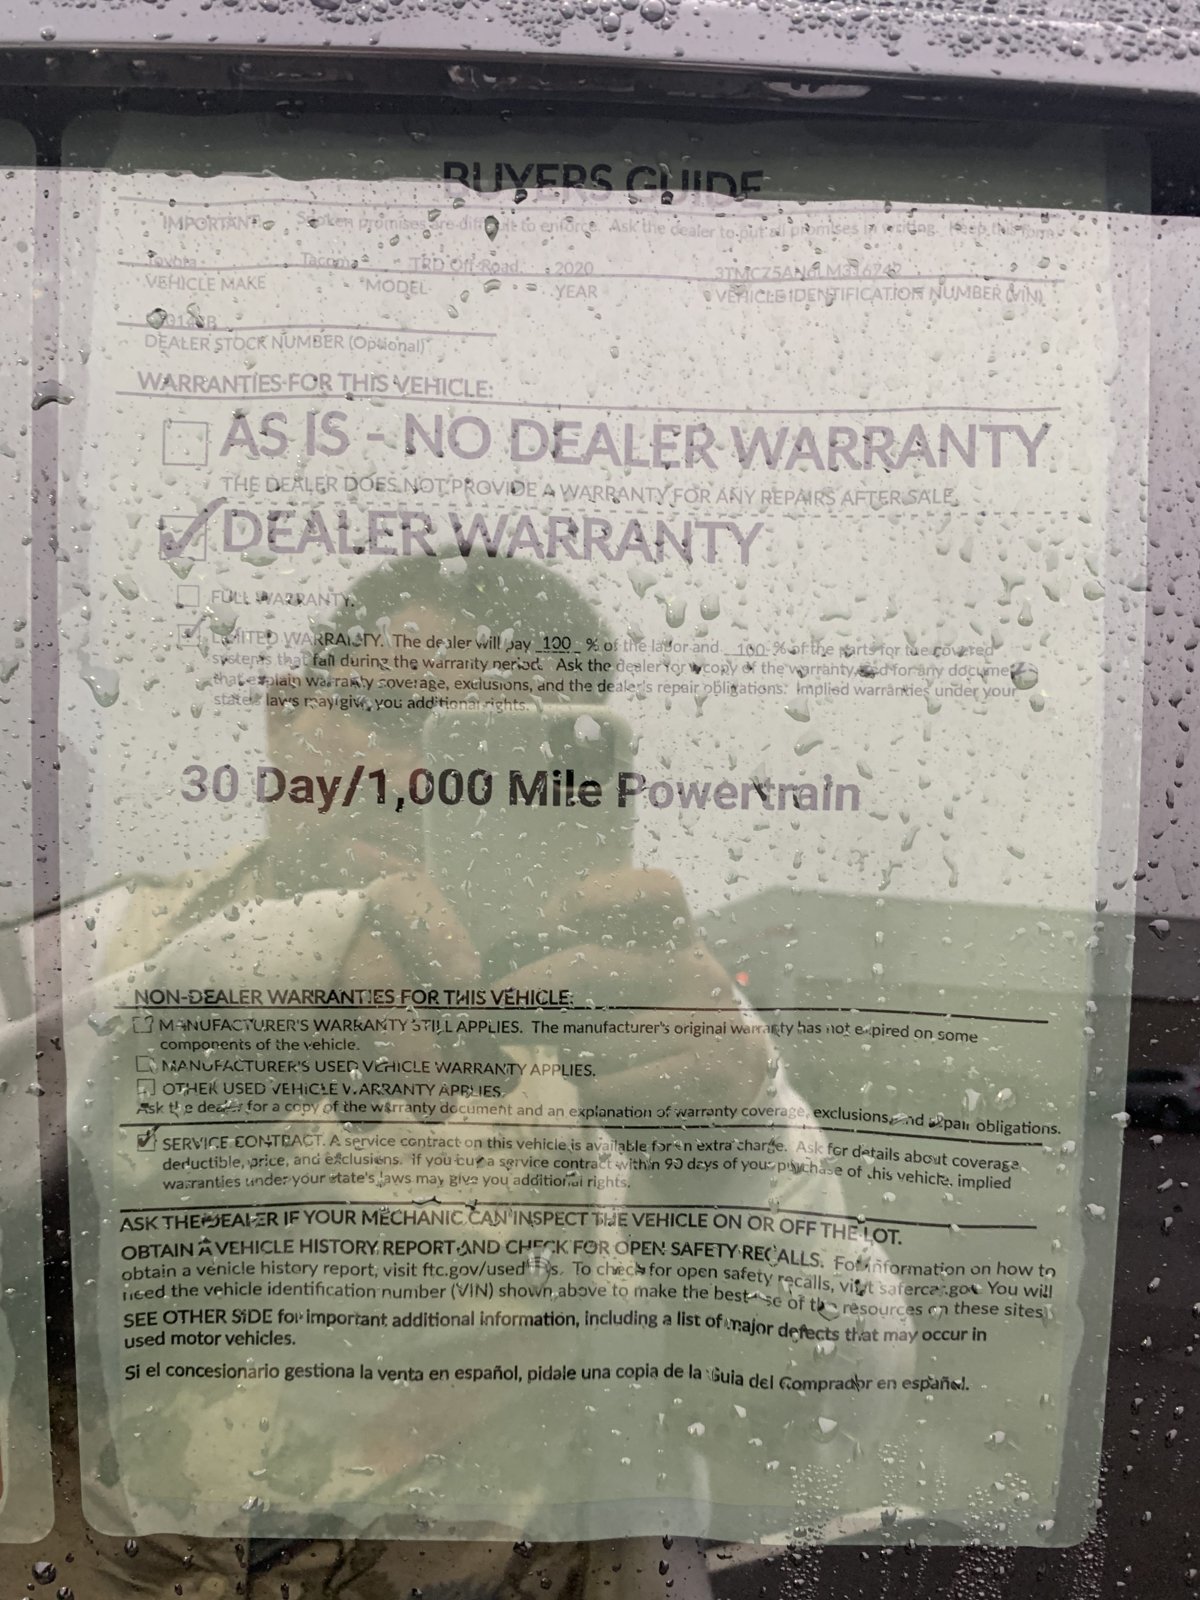 BUYERS GUIDE
IMPORTANT: Spoken promises are difficult to enforce. Ask the dealer to put all promises in writing. Keep this form.
Toyota Tacoma TRD Off-Road 2020
VEHICLE MAKE MODEL YEAR VEHICLE IDENTIFICATION NUMBER (VIN)
DEALER STOCK NUMBER (Optional)
WARRANTIES FOR THIS VEHICLE:
AS IS - NO DEALER WARRANTY
THE DEALER DOES NOT PROVIDE A WARRANTY FOR ANY REPAIRS AFTER SALE.
DEALER WARRANTY
FULL WARRANTY.
LIMITED WARRANTY. The dealer will pay 100 % of the labor and 100 % of the parts for the covered
systems that fail during the warranty period. Ask the dealer for a copy of the warranty, and for any documents
that explain warranty coverage, exclusions, and the dealer's repair obligations. Implied warranties under your
state's laws may give you additional rights.
30 Day/1,000 Mile Powertrain
NON-DEALER WARRANTIES FOR THIS VEHICLE:
MANUFACTURER'S WARRANTY STILL APPLIES. The manufacturer's original warranty has not expired on some
components of the vehicle.
MANUFACTURER'S USED VEHICLE WARRANTY APPLIES.
OTHER USED VEHICLE WARRANTY APPLIES.
Ask the dealer for a copy of the warranty document and an explanation of warranty coverage, exclusions, and repair obligations.
SERVICE CONTRACT. A service contract on this vehicle is available for an extra charge. Ask for details about coverage,
deductible, price, and exclusions. If you buy a service contract within 90 days of your purchase of this vehicle, implied
warranties under your state's laws may give you additional rights.
ASK THE DEALER IF YOUR MECHANIC CAN INSPECT THE VEHICLE ON OR OFF THE LOT.
OBTAIN A VEHICLE HISTORY REPORT AND CHECK FOR OPEN SAFETY RECALLS. For information on how to
obtain a vehicle history report, visit ftc.gov/usedcars. To check for open safety recalls, visit safercar.gov. You will
need the vehicle identification number (VIN) shown above to make the best use of the resources on these sites.
SEE OTHER SIDE for important additional information, including a list of major defects that may occur in
used motor vehicles.
Si el concesionario gestiona la venta en español, pidale una copia de la Guia del Comprador en español.